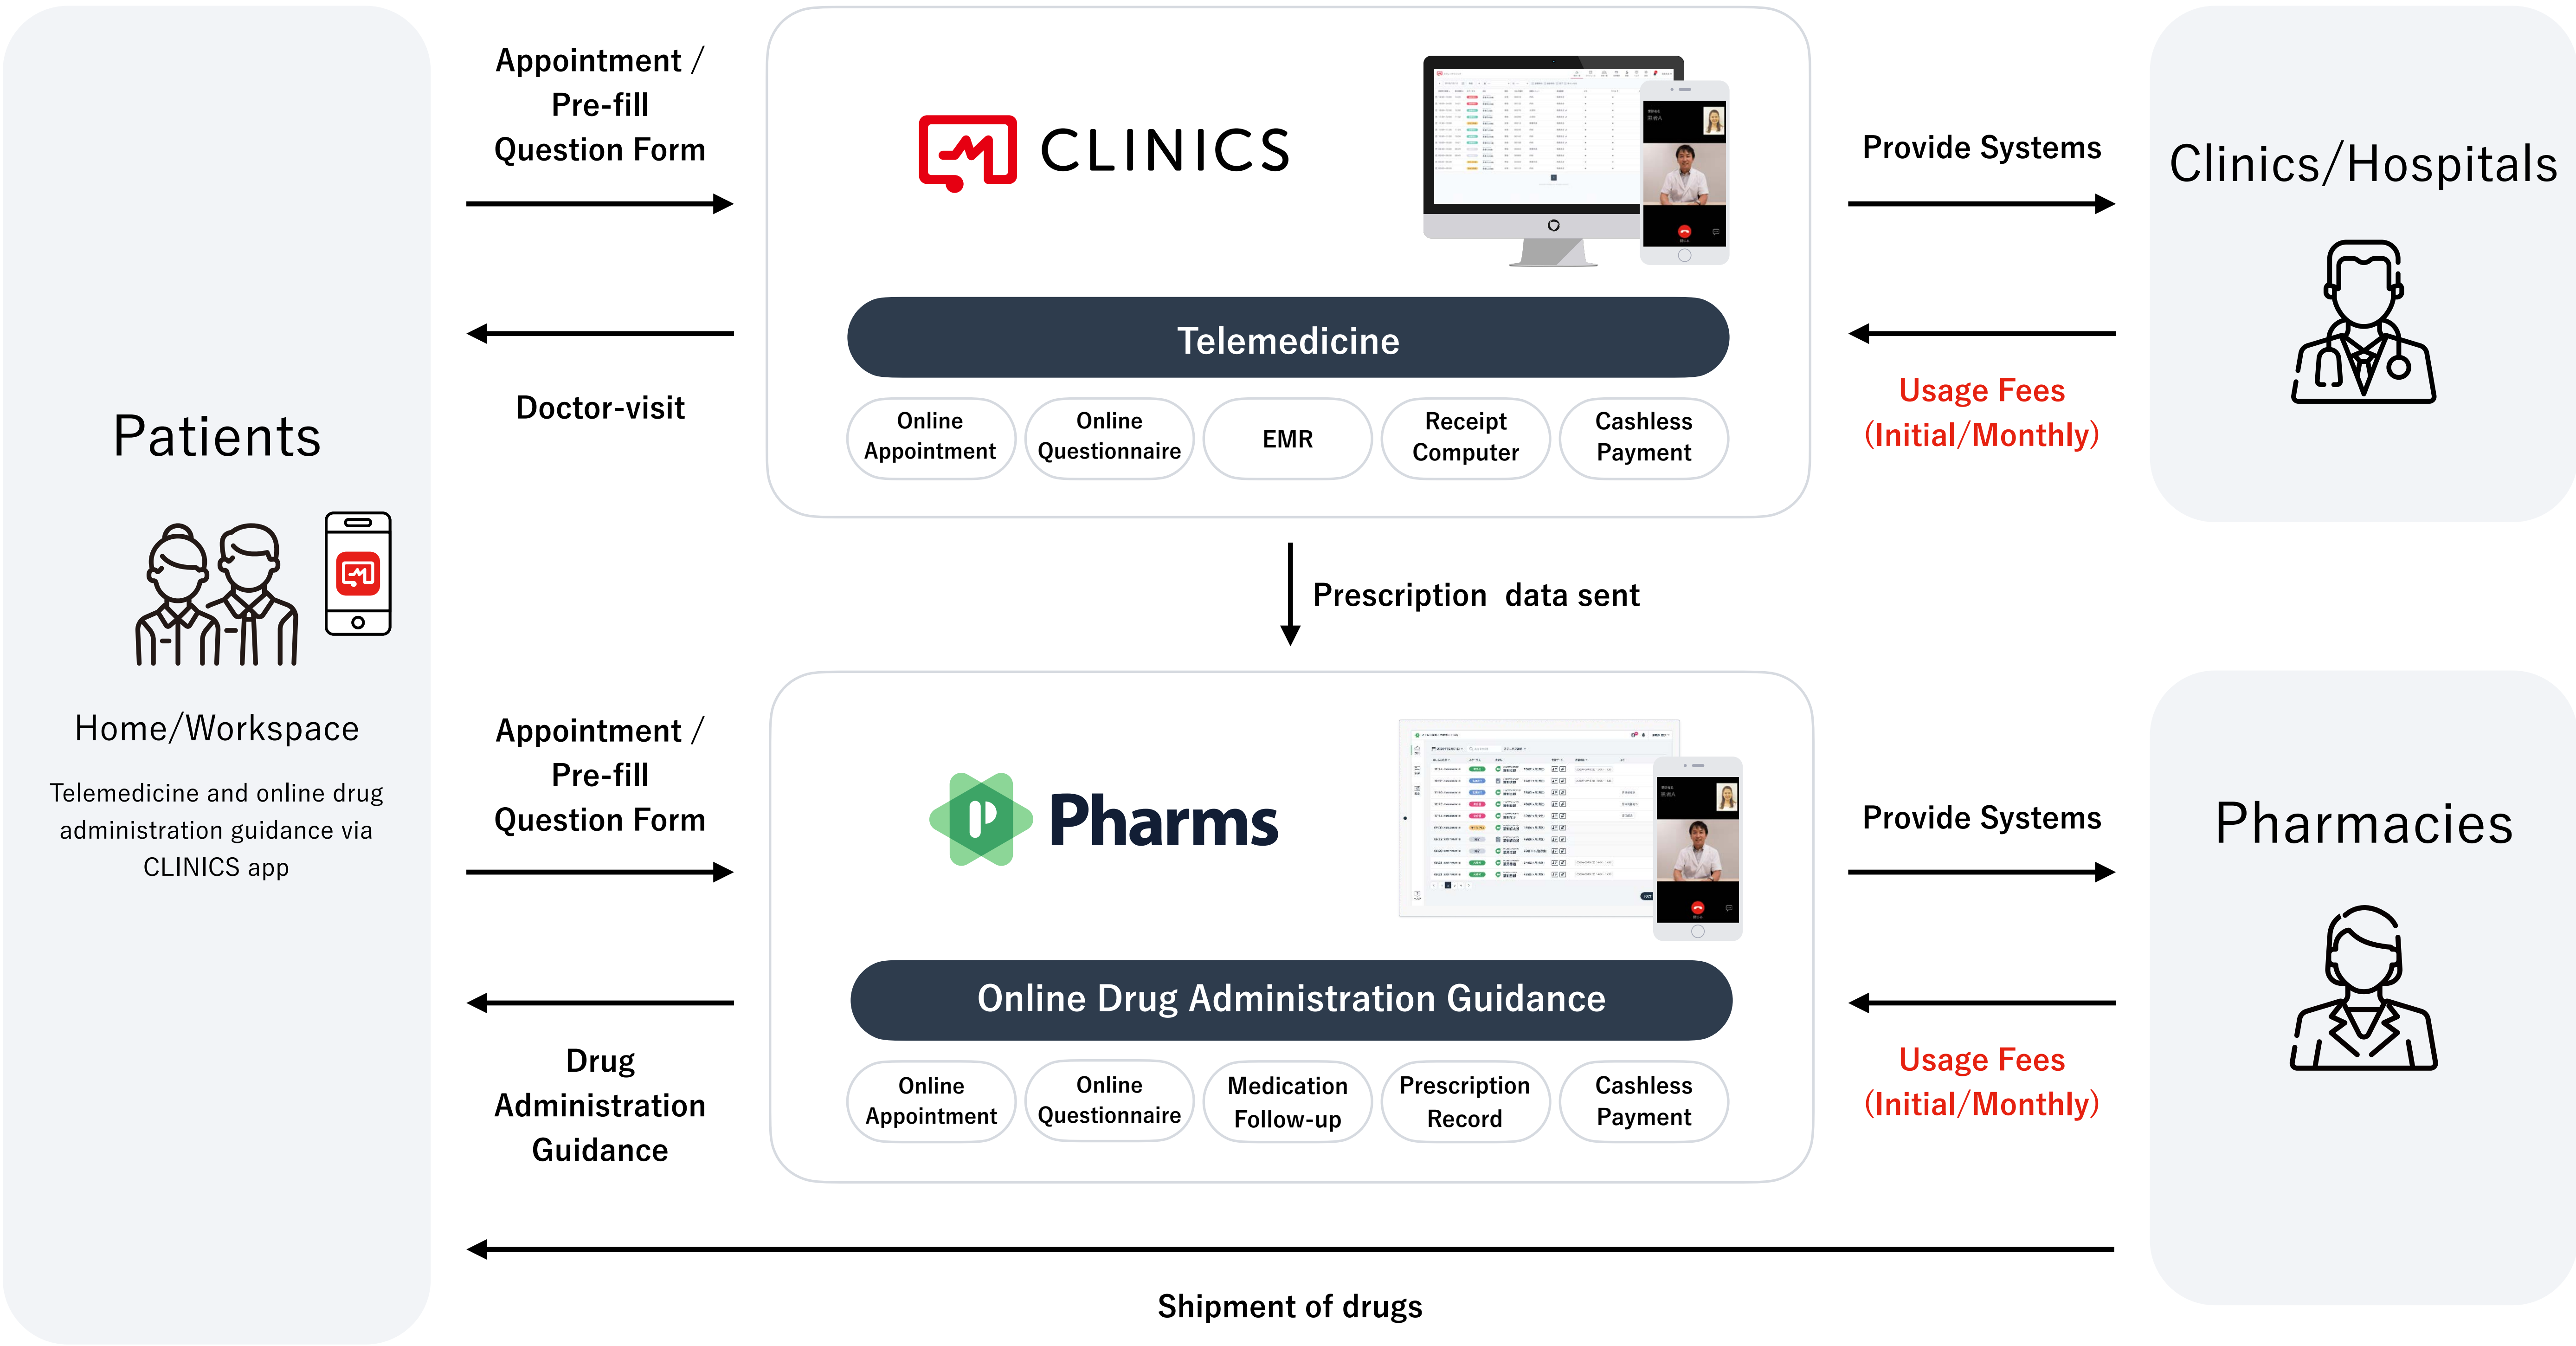 Patients
Home/Workspace
Telemedicine and online drug
administration guidance via
CLINICS app
Appointment /
Pre-fill
Question Form
Doctor-visit
CLINICS
Telemedicine
Online
Appointment
Online
Questionnaire
EMR
Receipt
Computer
Cashless
Payment
Provide Systems
Usage Fees
(Initial/Monthly)
Clinics/Hospitals
Prescription data sent
Appointment /
Pre-fill
Question Form
Drug
Administration
Guidance
Pharms
Online Drug Administration Guidance
Online
Appointment
Online
Questionnaire
Medication
Follow-up
Prescription
Record
Cashless
Payment
Provide Systems
Usage Fees
(Initial/Monthly)
Pharmacies
Shipment of drugs